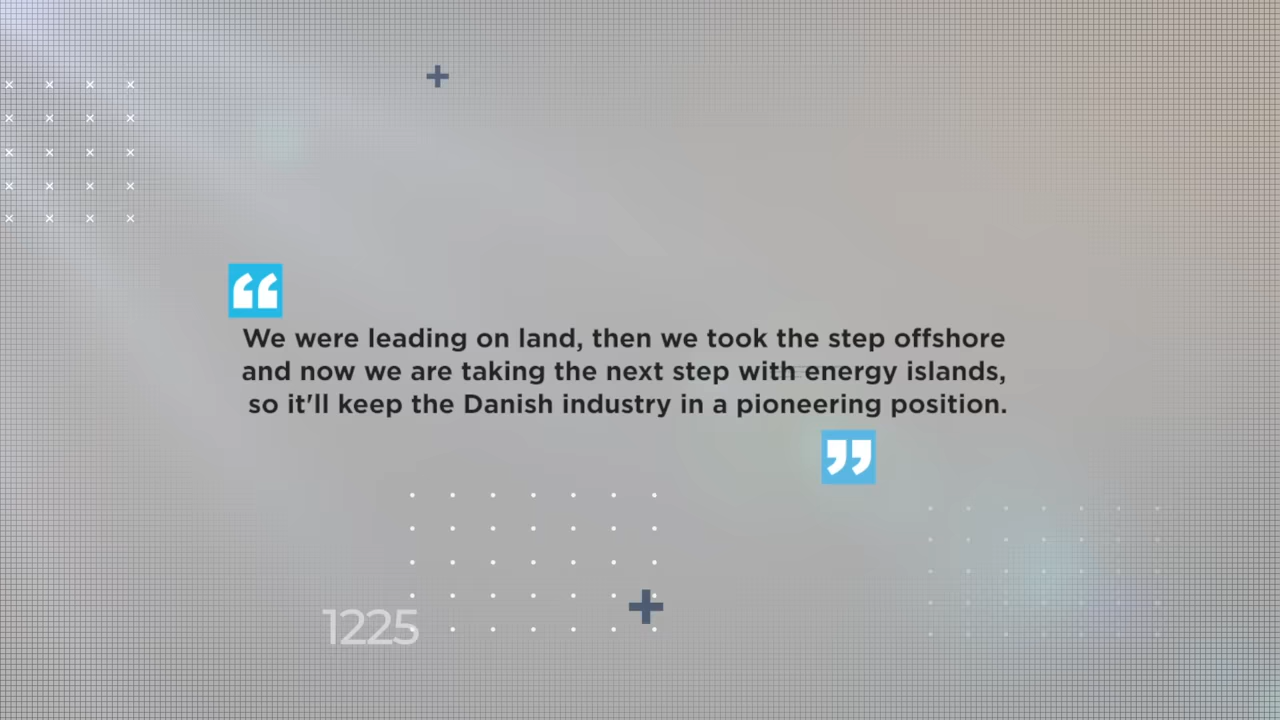 “
We were leading on land, then we took the step offshore
and now we are taking the next step with energy islands,
so it'll keep the Danish industry in a pioneering position.
”
1225